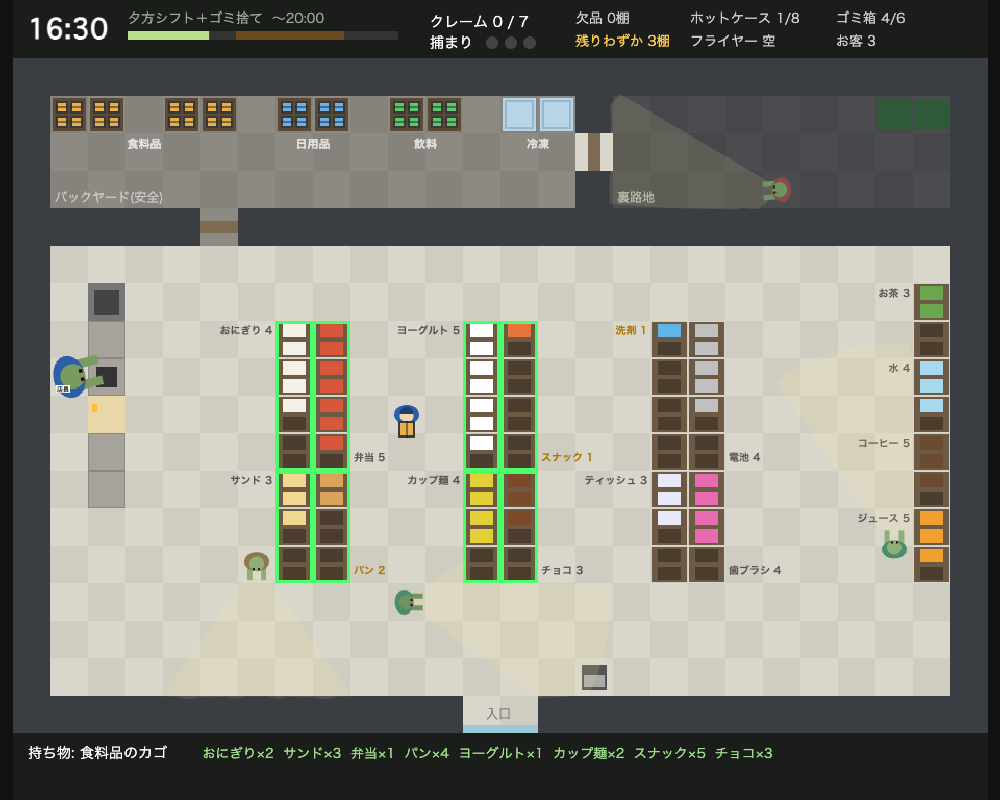 16:30
夕方シフト+ゴミ捨て ～20:00
クレーム 0 / 7
捕まり
欠品 0棚
残りわずか 3棚
ホットケース 1/8
フライヤー 空
ゴミ箱 4/6
お客 3
食料品
日用品
飲料
冷凍
バックヤード(安全)
裏路地
お茶 3
おにぎり 4
ヨーグルト 5
洗剤 1
水 4
店長
コーヒー 5
弁当 5
スナック 1
電池 4
サンド 3
カップ麺 4
ティッシュ 3
ジュース 5
パン 2
チョコ 3
歯ブラシ 4
入口
持ち物: 食料品のカゴ おにぎり×2 サンド×3 弁当×1 パン×4 ヨーグルト×1 カップ麺×2 スナック×5 チョコ×3